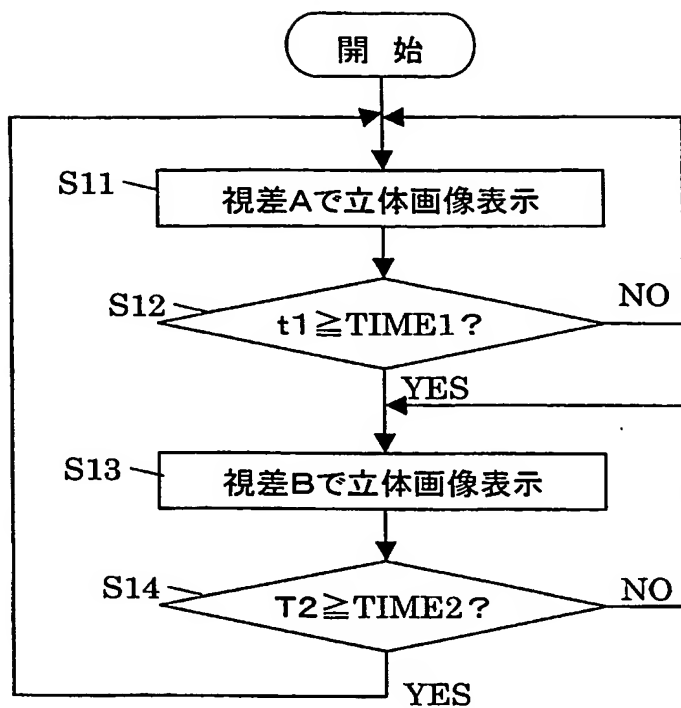 開 始
S11
視差Aで立体画像表示
S12
t1≧TIME1?
NO
YES
S13
視差Bで立体画像表示
S14
T2≧TIME2?
NO
YES